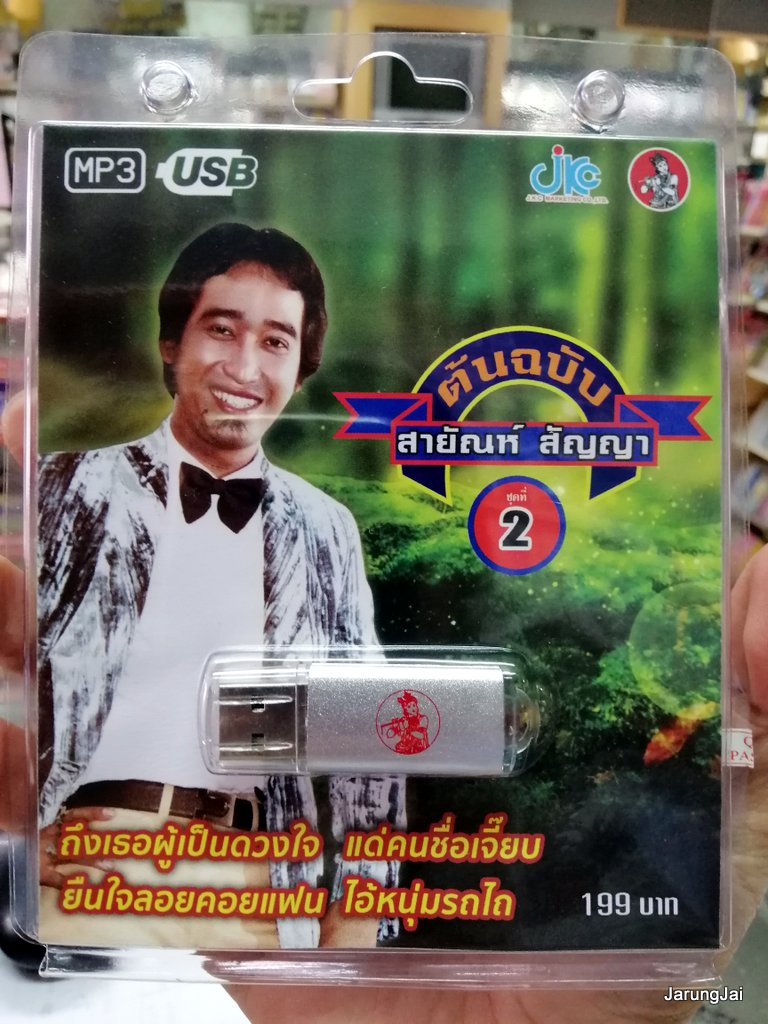 MP3 USB
JKC
J.K.C MARKETING CO.,LTD.
ต้นฉบับ
สายัณห์ สัญญา
ชุดที่
2
ถึงเธอผู้เป็นดวงใจ แด่คนชื่อเจี๊ยบ
ยืนใจลอยคอยแฟน ไอ้หนุ่มรถไถ
199 บาท
JarungJai